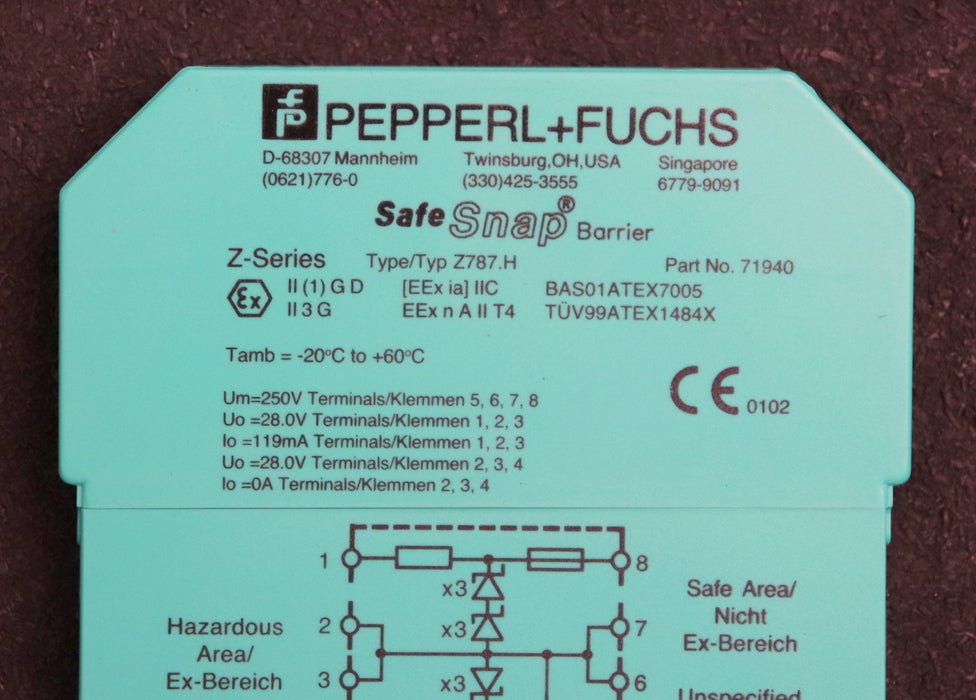 PEPPERL+FUCHS
D-68307 Mannheim Twinsburg,OH,USA Singapore
(0621)776-0 (330)425-3555 6779-9091
Safe Snap® Barrier
Z-Series Type/Typ Z787.H Part No. 71940
Ex II (1) G D [EEx ia] IIC BAS01ATEX7005
II 3 G EEx n A II T4 TÜV99ATEX1484X
Tamb = -20°C to +60°C
CE 0102
Um=250V Terminals/Klemmen 5, 6, 7, 8
Uo =28.0V Terminals/Klemmen 1, 2, 3
Io =119mA Terminals/Klemmen 1, 2, 3
Uo =28.0V Terminals/Klemmen 2, 3, 4
Io =0A Terminals/Klemmen 2, 3, 4
1 8
x3
2 x3 7
3 x3 6
Hazardous
Area/
Ex-Bereich
Safe Area/
Nicht
Ex-Bereich
Unspecified